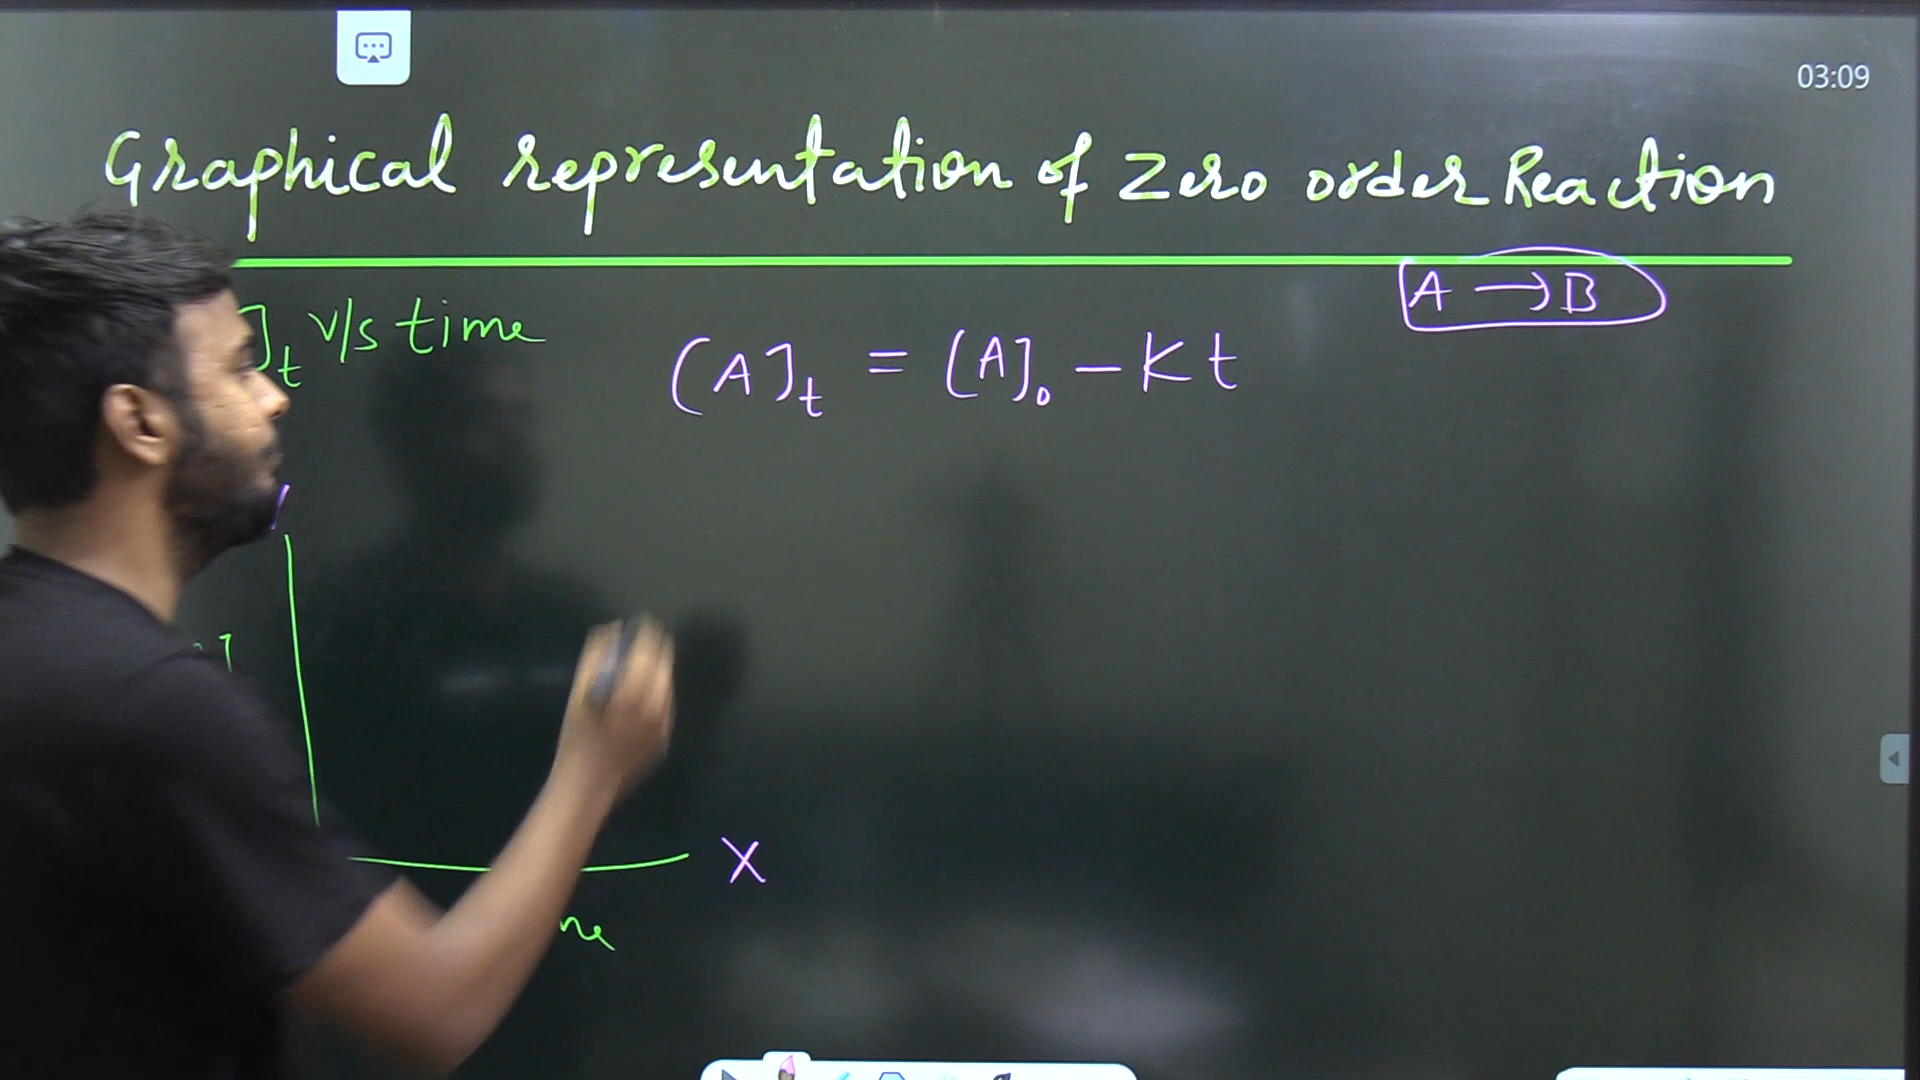 03:09
Graphical representation of Zero order Reaction
A → B
]t v/s time
(A]t = [A]₀ - Kt
]
X